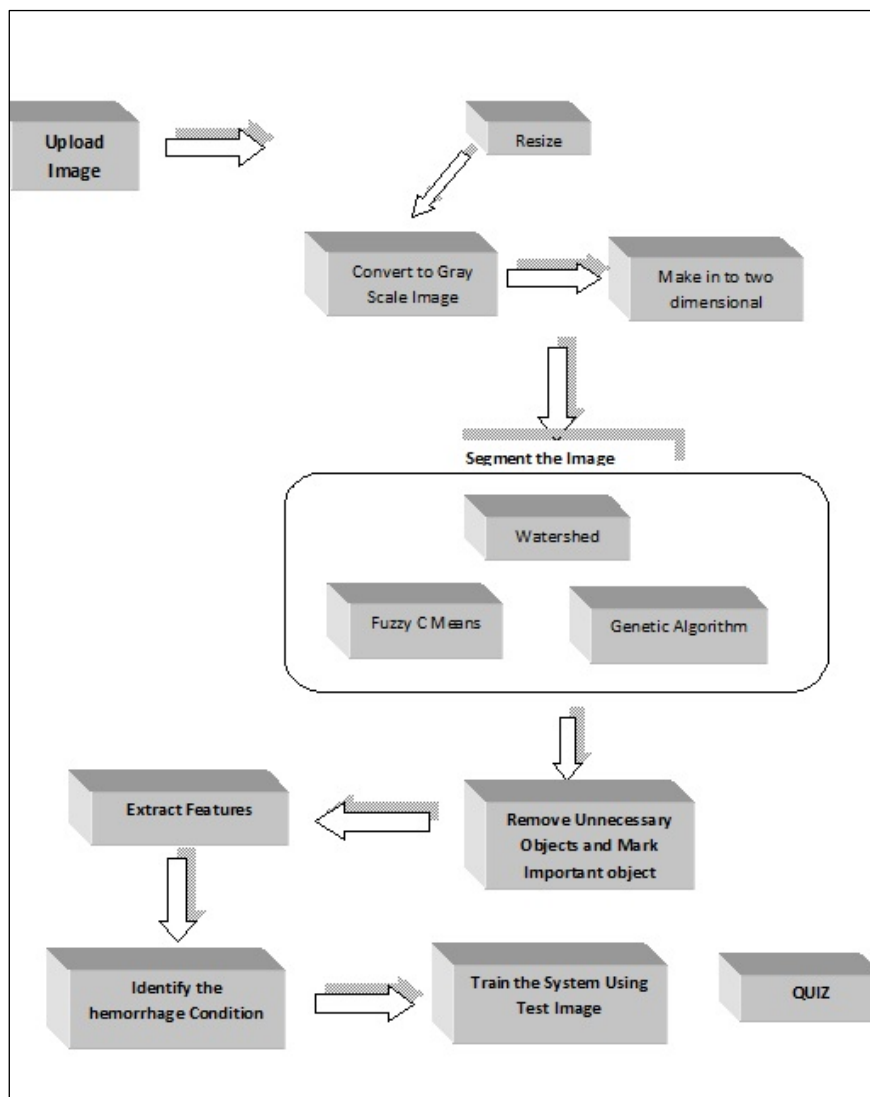 Upload
Image
Resize
Convert to Gray
Scale Image
Make in to two
dimensional
Segment the Image
Watershed
Fuzzy C Means
Genetic Algorithm
Extract Features
Remove Unnecessary
Objects and Mark
Important object
Identify the
hemorrhage Condition
Train the System Using
Test Image
QUIZ